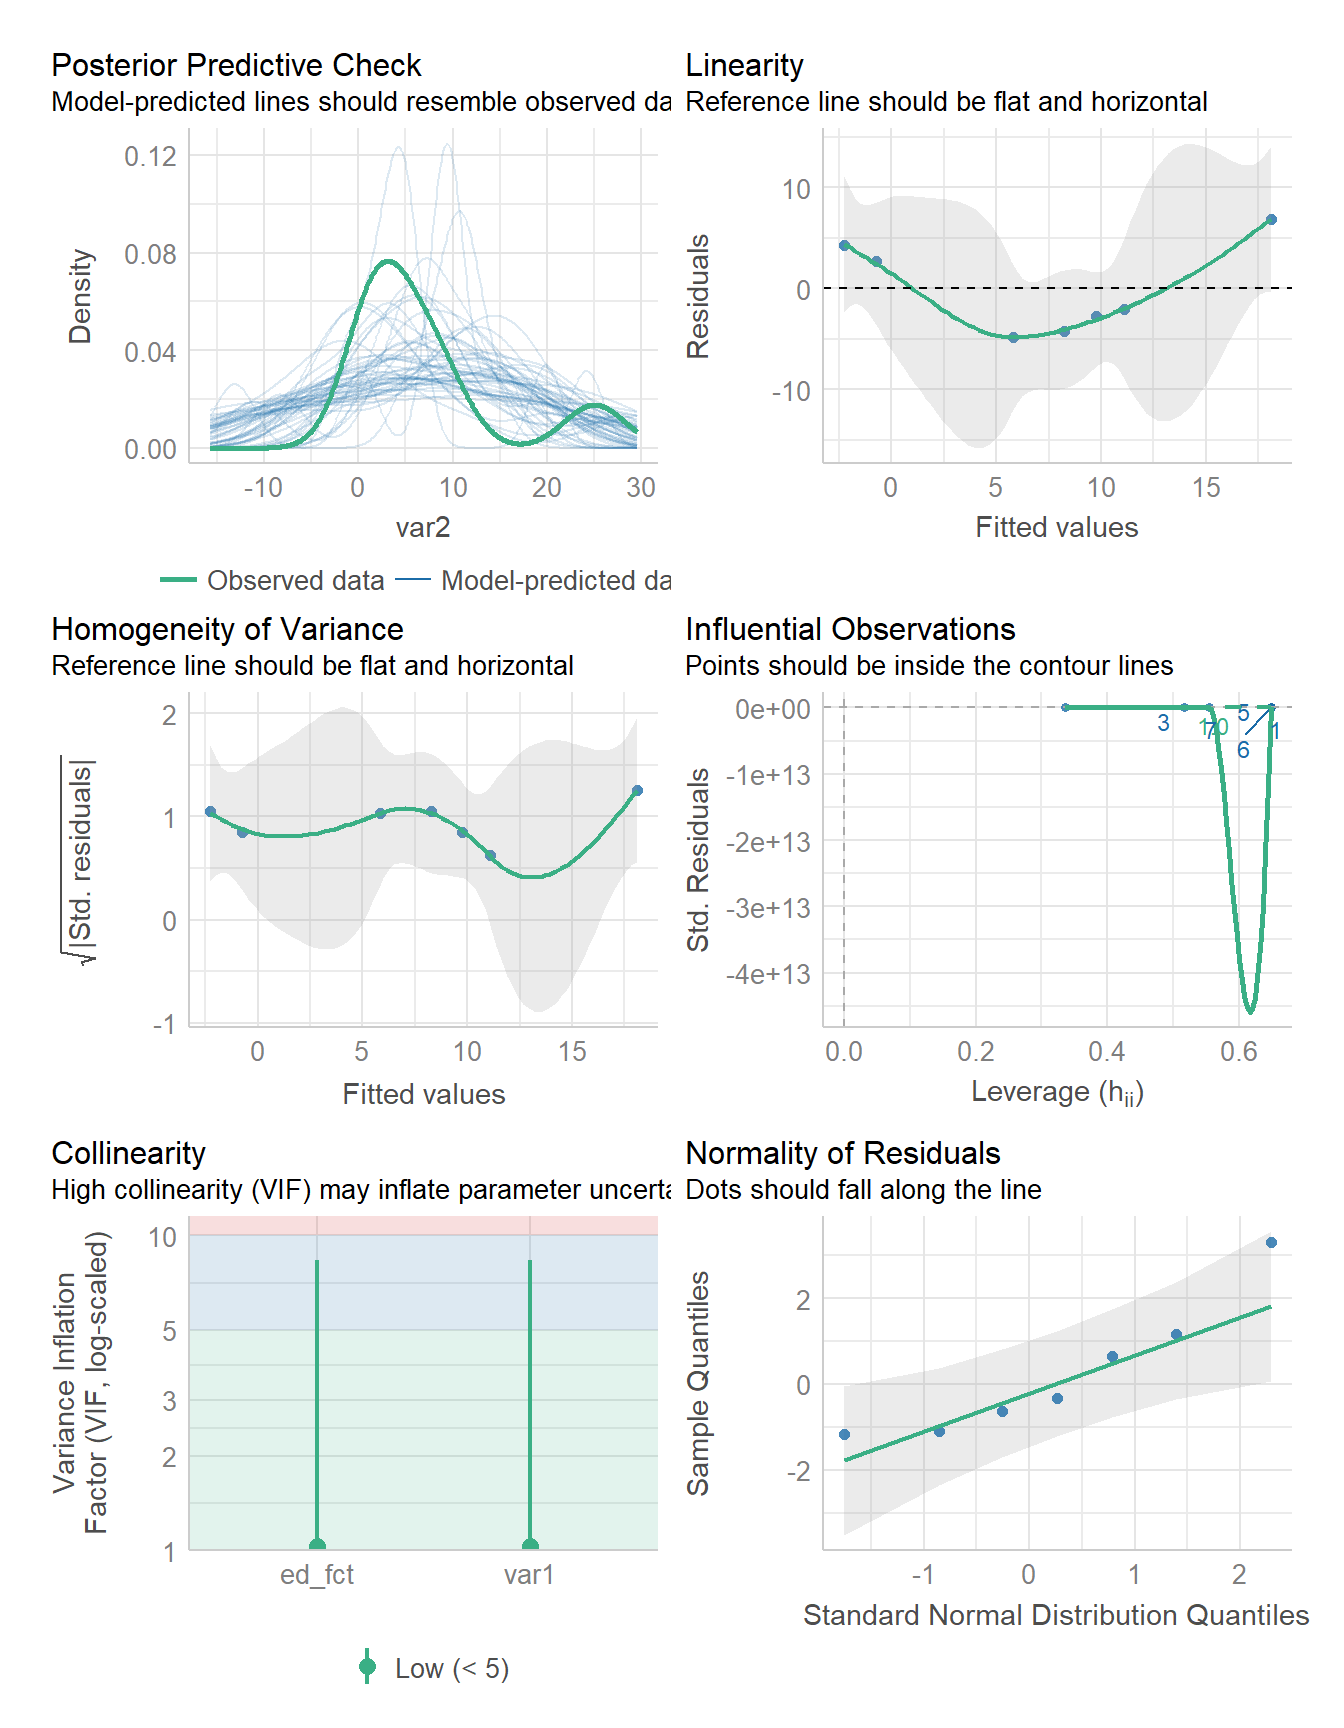 Posterior Predictive Check
Model-predicted lines should resemble observed da
0.12
0.08
0.04
0.00
Density
-10 0 10 20 30
var2
Observed data Model-predicted da
Linearity
Reference line should be flat and horizontal
10
0
-10
Residuals
0 5 10 15
Fitted values
Homogeneity of Variance
Reference line should be flat and horizontal
2
1
0
-1
√|Std. residuals|
0 5 10 15
Fitted values
Influential Observations
Points should be inside the contour lines
0e+00
-1e+13
-2e+13
-3e+13
-4e+13
Std. Residuals
3 7 5 1
6
0.0 0.2 0.4 0.6
Leverage (hii)
Collinearity
High collinearity (VIF) may inflate parameter uncerta
10
5
3
2
1
Variance Inflation
Factor (VIF, log-scaled)
ed_fct var1
Low (< 5)
Normality of Residuals
Dots should fall along the line
2
0
-2
Sample Quantiles
-1 0 1 2
Standard Normal Distribution Quantiles